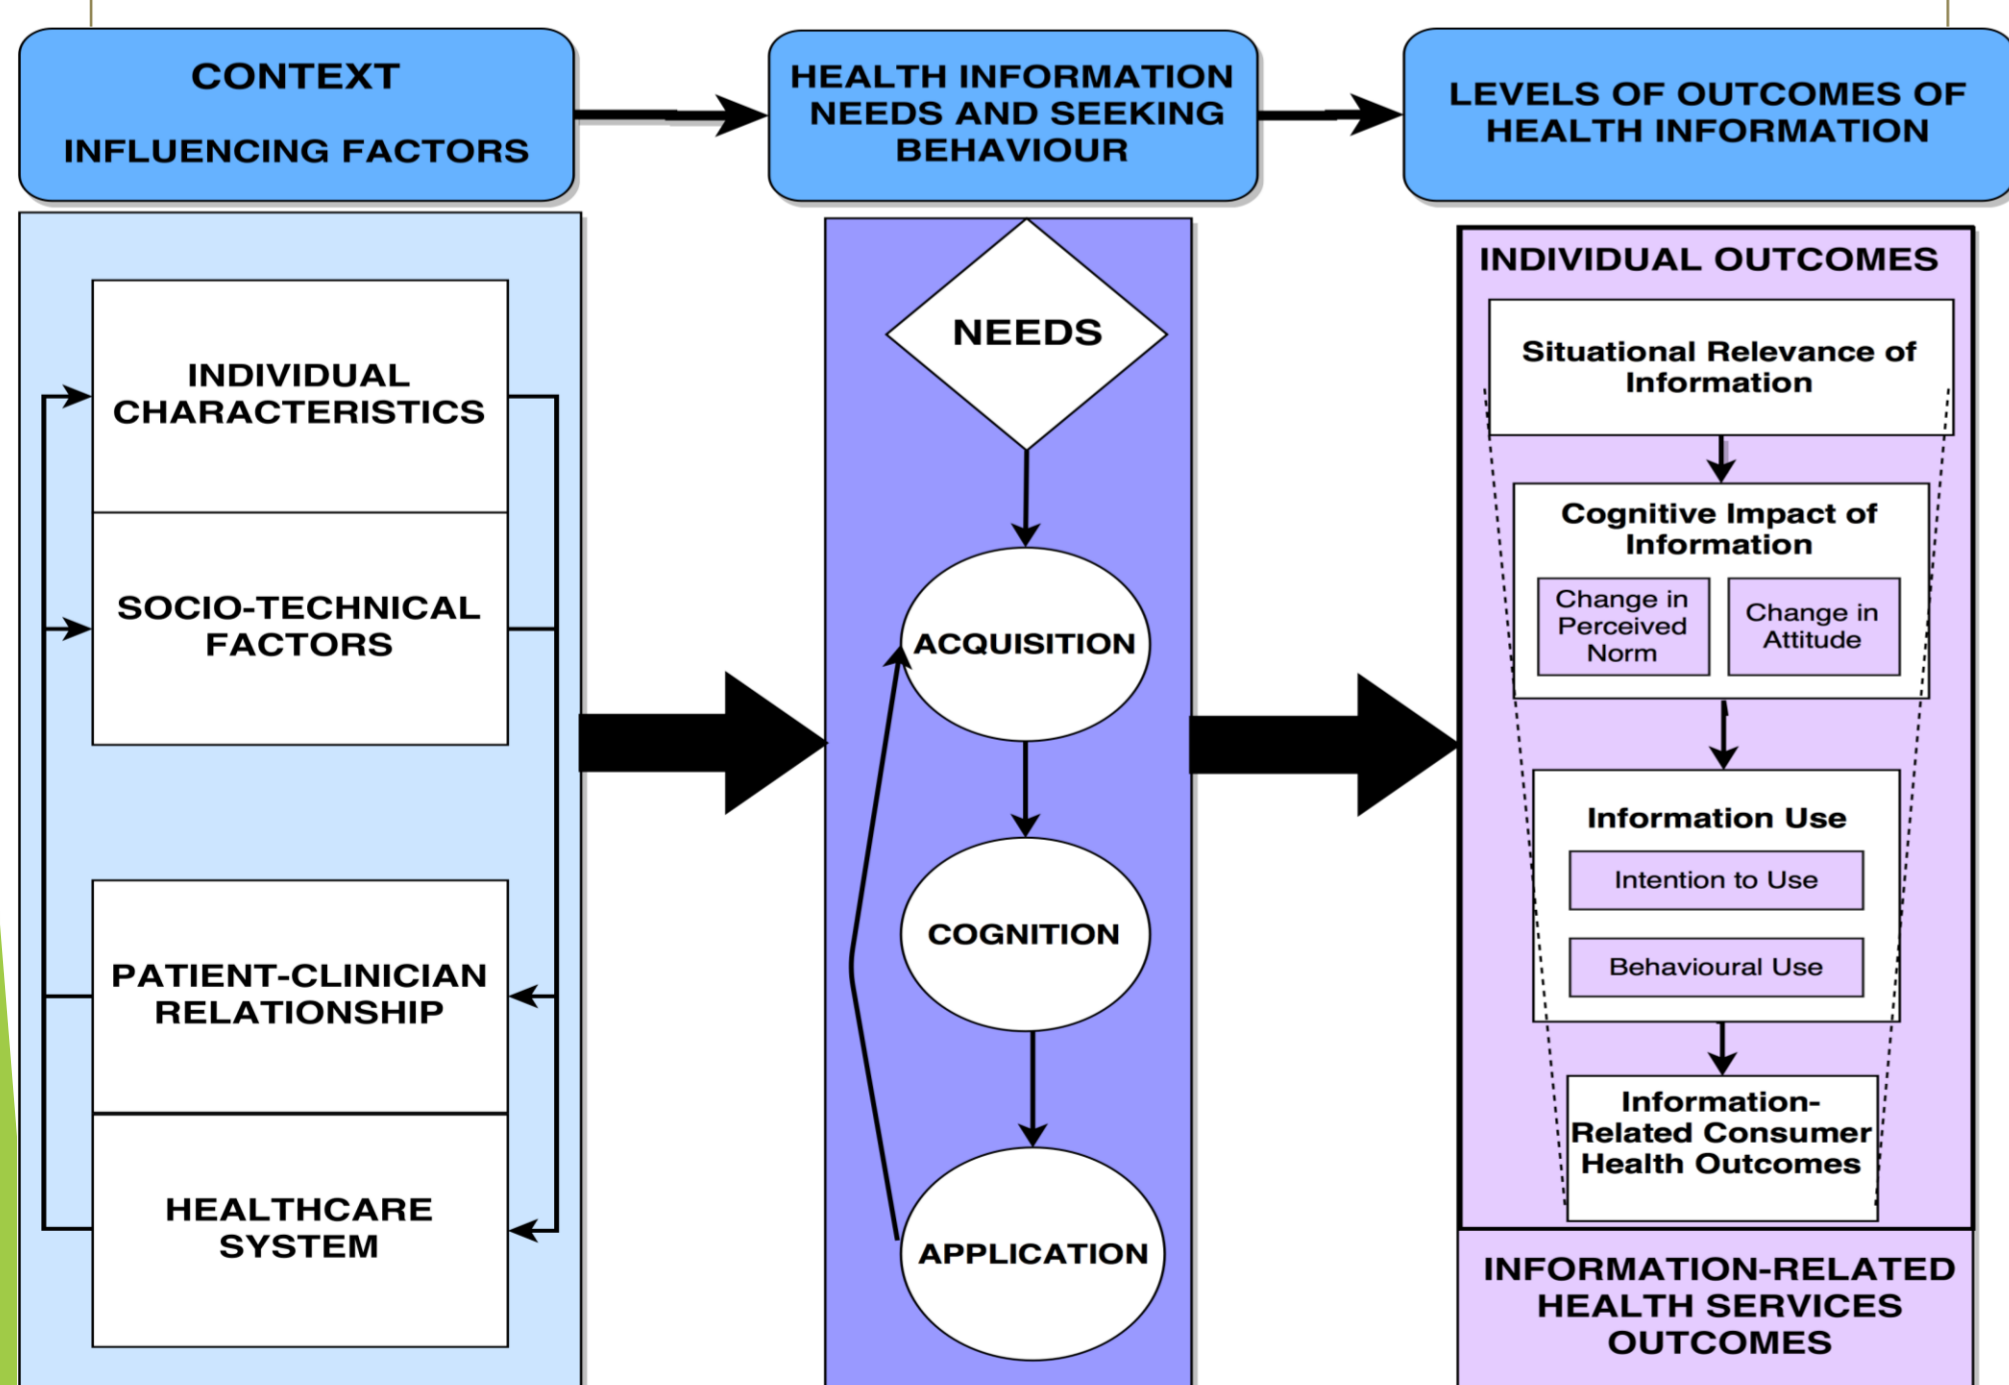 CONTEXT
INFLUENCING FACTORS
HEALTH INFORMATION
NEEDS AND SEEKING
BEHAVIOUR
LEVELS OF OUTCOMES OF
HEALTH INFORMATION
INDIVIDUAL
CHARACTERISTICS
SOCIO-TECHNICAL
FACTORS
PATIENT-CLINICIAN
RELATIONSHIP
HEALTHCARE
SYSTEM
NEEDS
ACQUISITION
COGNITION
APPLICATION
INDIVIDUAL OUTCOMES
Situational Relevance of
Information
Cognitive Impact of
Information
Change in
Perceived
Norm
Change in
Attitude
Information Use
Intention to Use
Behavioural Use
Information-
Related Consumer
Health Outcomes
INFORMATION-RELATED
HEALTH SERVICES
OUTCOMES